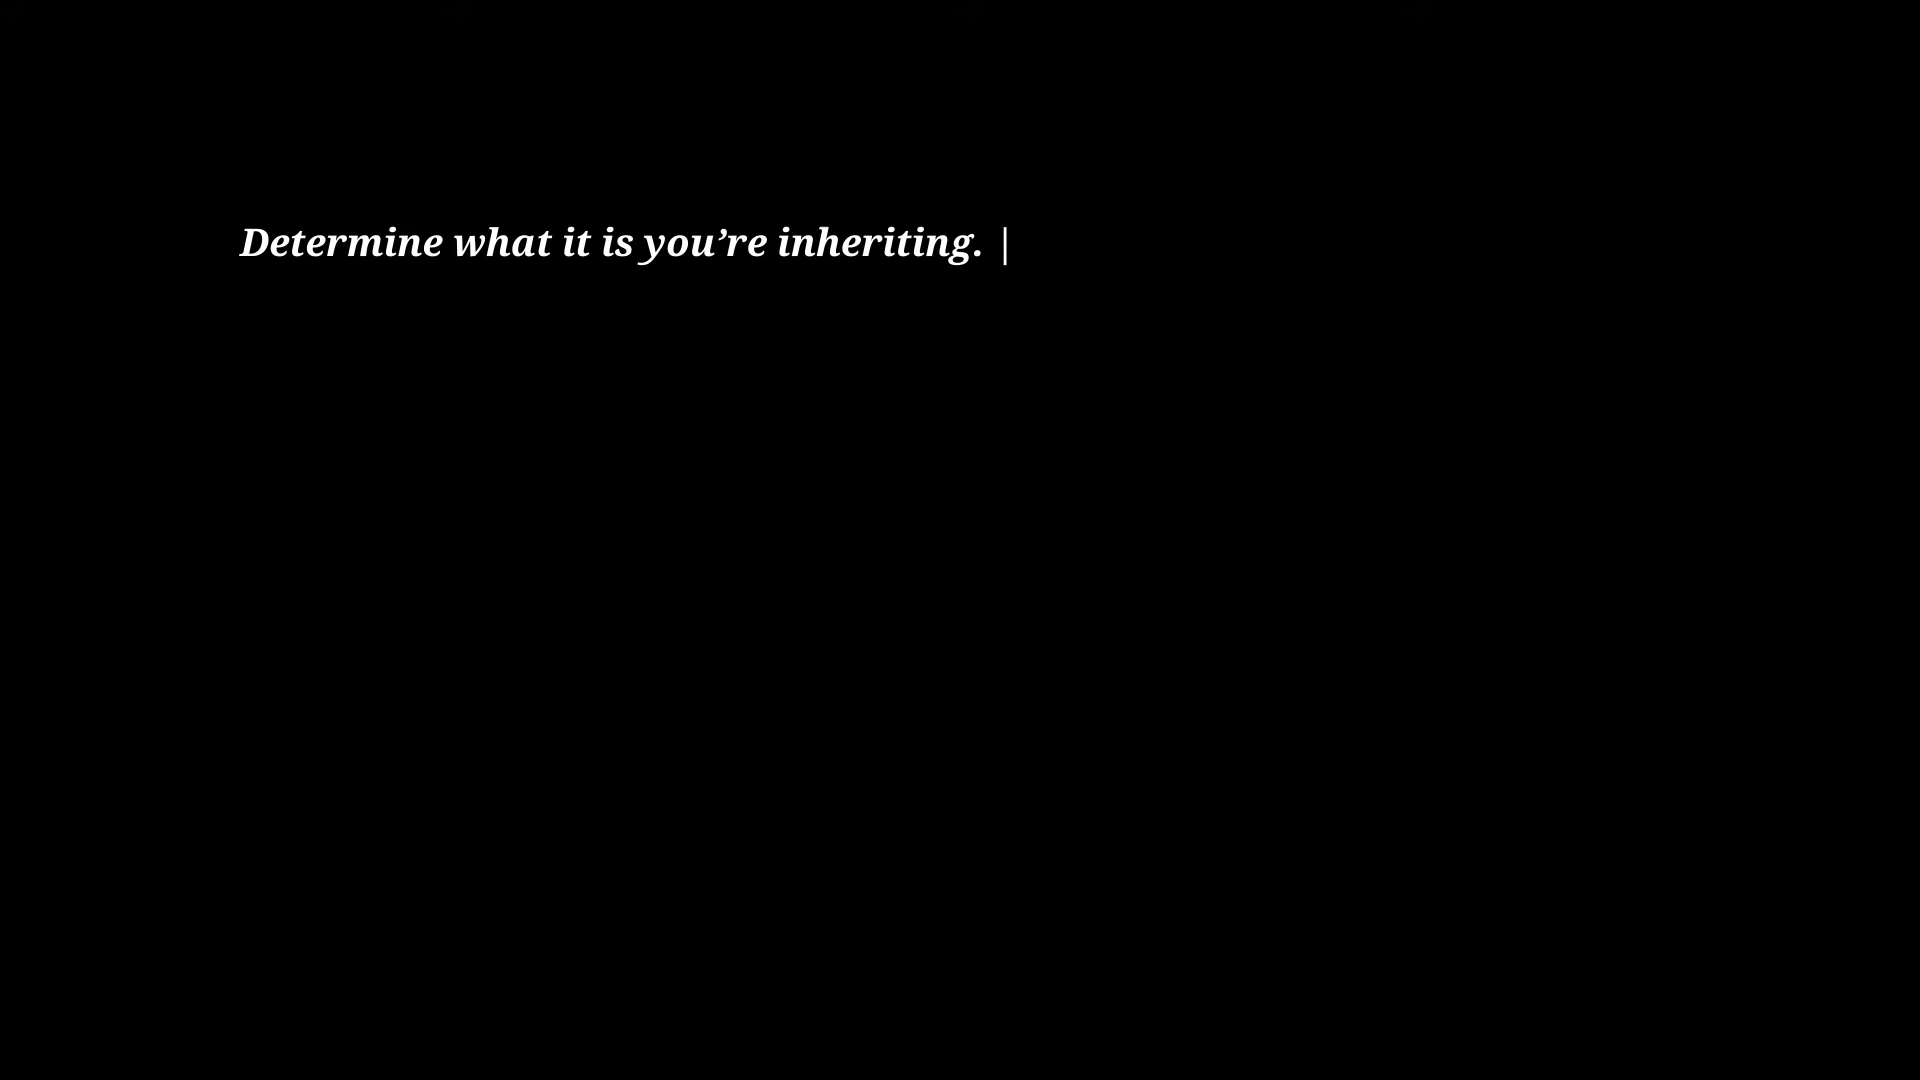 Determine what it is you’re inheriting. |